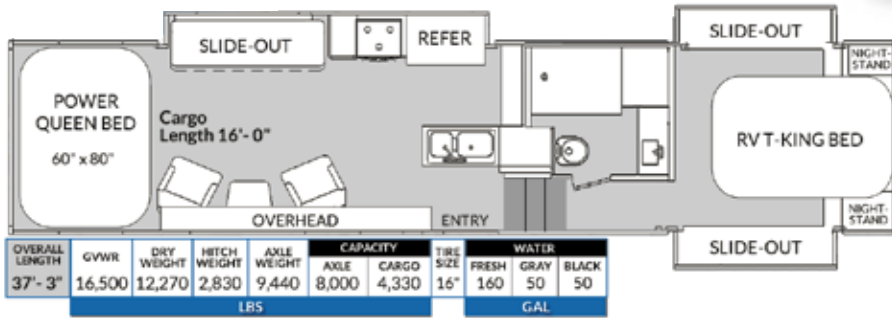 SLIDE-OUT
REFER
SLIDE-OUT
NIGHT-
STAND
POWER
QUEEN BED
60" x 80"
Cargo
Length 16'- 0"
RV T-KING BED
OVERHEAD
ENTRY
NIGHT-
STAND
SLIDE-OUT
OVERALL
LENGTH
37'- 3"
GVWR
16,500
DRY
WEIGHT
12,270
HITCH
WEIGHT
2,830
AXLE
WEIGHT
9,440
CAPACITY
AXLE
8,000
CARGO
4,330
TIRE
SIZE
16"
WATER
FRESH
160
GRAY
50
BLACK
50
LBS
GAL